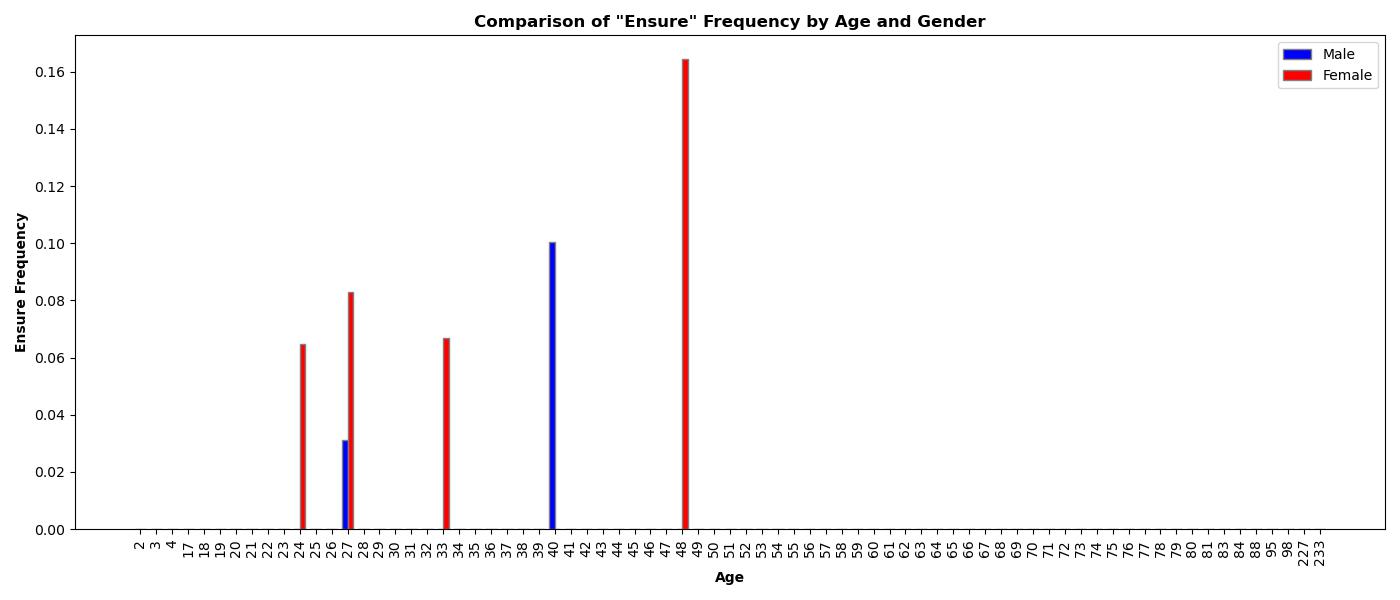 Comparison of "Ensure" Frequency by Age and Gender
Male
Female
Ensure Frequency
0.16
0.14
0.12
0.10
0.08
0.06
0.04
0.02
0.00
2 3 4 17 18 19 20 21 22 23 24 25 26 27 28 29 30 31 32 33 34 35 36 37 38 39 40 41 42 43 44 45 46 47 48 49 50 51 52 53 54 55 56 57 58 59 60 61 62 63 64 65 66 67 68 69 70 71 72 73 74 75 76 77 78 79 80 81 83 84 88 95 98 227 233
Age